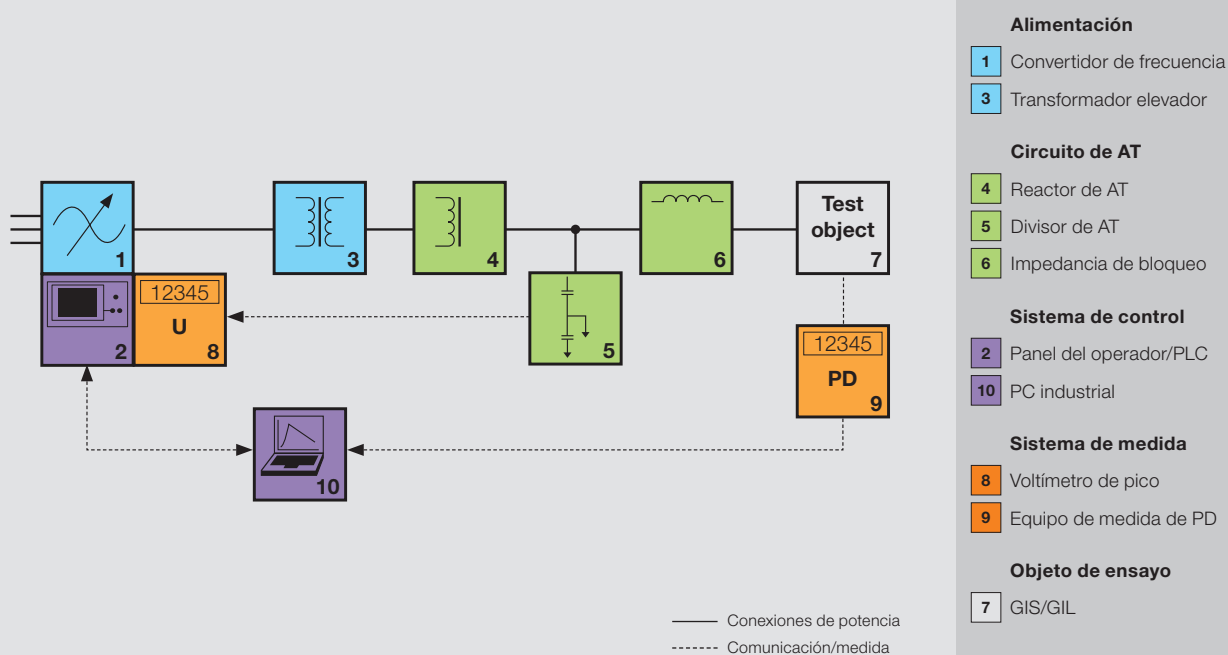 1
3
4
6
Test
object
7
2
12345
U
8
5
12345
PD
9
10
Conexiones de potencia
Comunicación/medida
Alimentación
1 Convertidor de frecuencia
3 Transformador elevador
Circuito de AT
4 Reactor de AT
5 Divisor de AT
6 Impedancia de bloqueo
Sistema de control
2 Panel del operador/PLC
10 PC industrial
Sistema de medida
8 Voltímetro de pico
9 Equipo de medida de PD
Objeto de ensayo
7 GIS/GIL